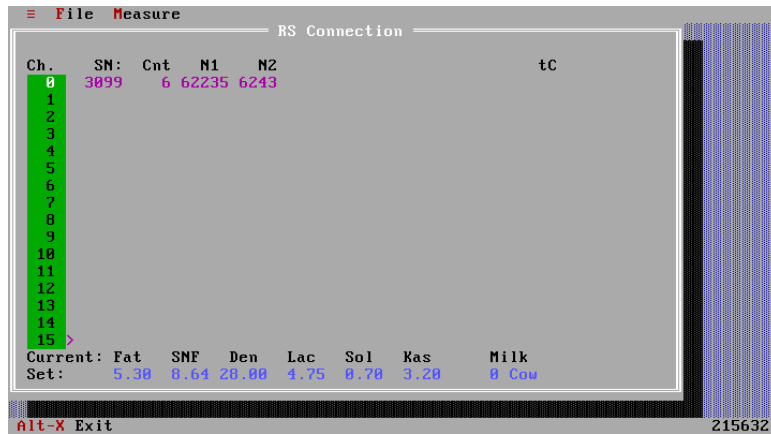 ≡ File Measure
RS Connection
Ch. SN: Cnt N1 N2 tC
0 3099 6 62235 6243
1
2
3
4
5
6
7
8
9
10
11
12
13
14
15 >
Current: Fat SNF Den Lac Sol Kas Milk
Set: 5.30 8.64 28.00 4.75 0.70 3.20 0 Cow
Alt-X Exit 215632